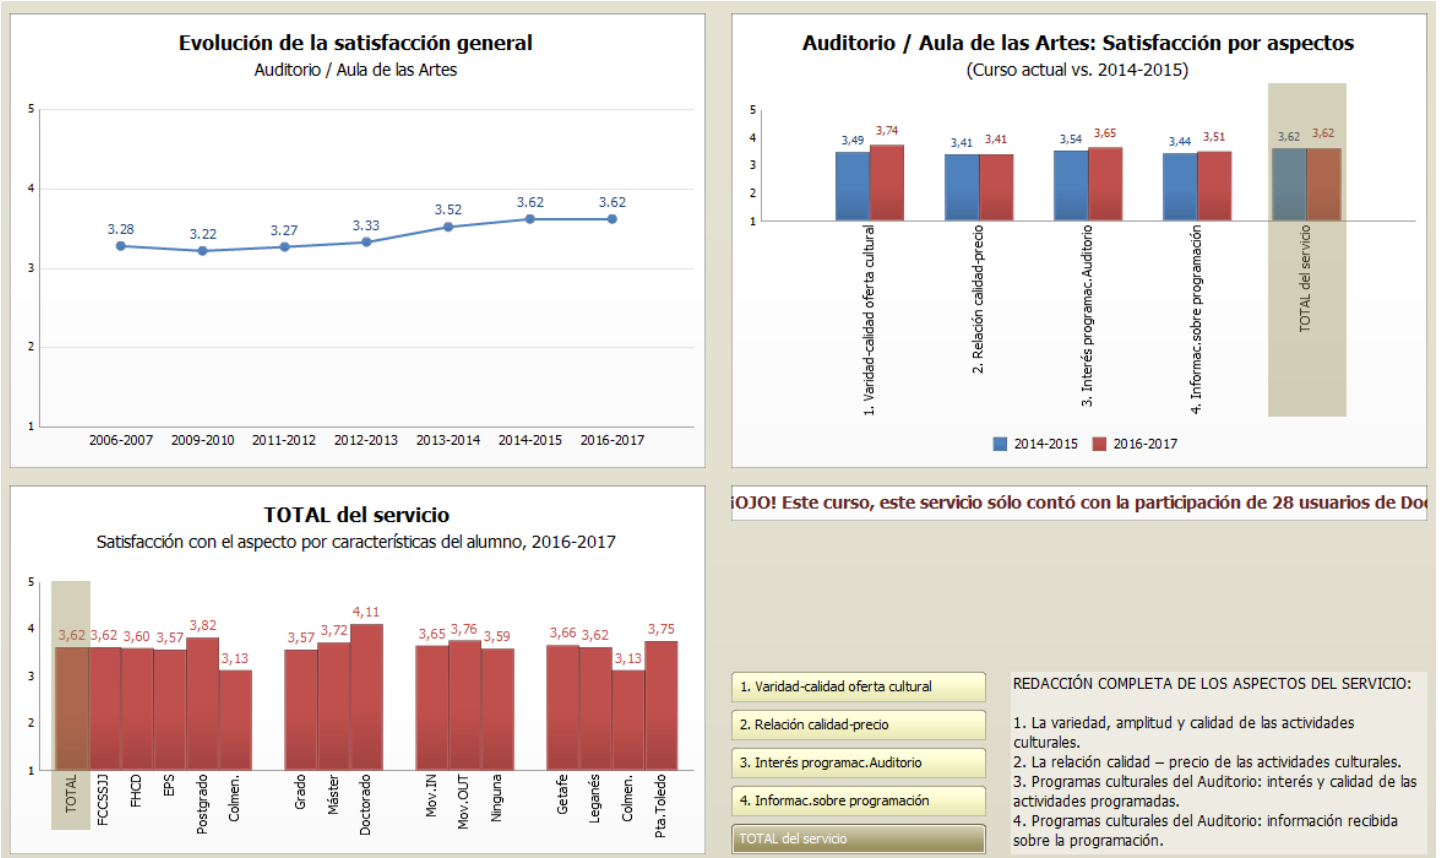 Evolución de la satisfacción general
Auditorio / Aula de las Artes
5
4
3
2
1
3.28
3.22
3.27
3.33
3.52
3.62
3.62
2006-2007
2009-2010
2011-2012
2012-2013
2013-2014
2014-2015
2016-2017
Auditorio / Aula de las Artes: Satisfacción por aspectos
(Curso actual vs. 2014-2015)
5
4
3
2
1
3,49
3,74
3,41
3,41
3,54
3,65
3,44
3,51
3,62
3,62
1. Varidad-calidad oferta cultural
2. Relación calidad-precio
3. Interés programac.Auditorio
4. Informac.sobre programación
TOTAL del servicio
2014-2015
2016-2017
TOTAL del servicio
Satisfacción con el aspecto por características del alumno, 2016-2017
5
4
3
2
1
3,62
3,62
3,60
3,57
3,82
3,13
3,57
3,72
4,11
3,65
3,76
3,59
3,66
3,62
3,13
3,75
TOTAL
FCCSSJJ
FHCD
EPS
Postgrado
Colmen.
Grado
Máster
Doctorado
Mov.IN
Mov.OUT
Ninguna
Getafe
Leganés
Colmen.
Pta.Toledo
¡OJO! Este curso, este servicio sólo contó con la participación de 28 usuarios de Doc
1. Varidad-calidad oferta cultural
2. Relación calidad-precio
3. Interés programac.Auditorio
4. Informac.sobre programación
TOTAL del servicio
REDACCIÓN COMPLETA DE LOS ASPECTOS DEL SERVICIO:
1. La variedad, amplitud y calidad de las actividades
culturales.
2. La relación calidad – precio de las actividades culturales.
3. Programas culturales del Auditorio: interés y calidad de las
actividades programadas.
4. Programas culturales del Auditorio: información recibida
sobre la programación.